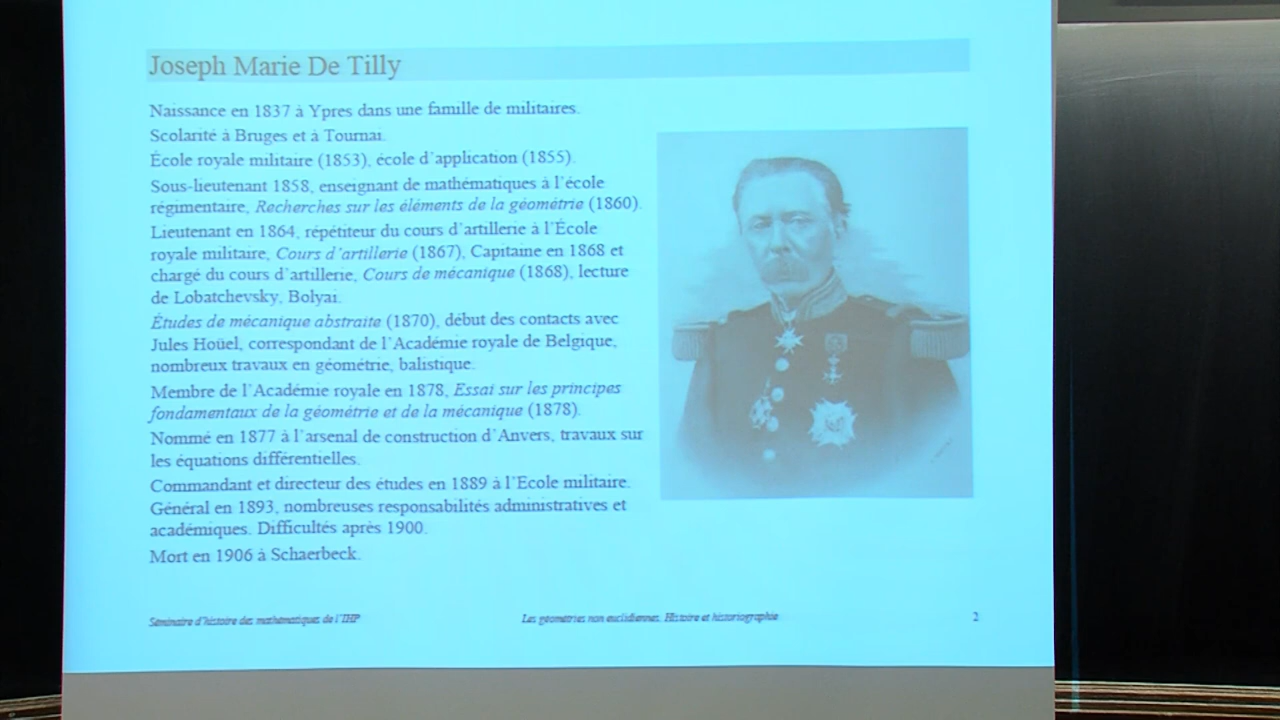 Joseph Marie De Tilly
Naissance en 1837 à Ypres dans une famille de militaires.
Scolarité à Bruges et à Tournai.
École royale militaire (1853), école d'application (1855).
Sous-lieutenant 1858, enseignant de mathématiques à l'école
régimentaire, Recherches sur les éléments de la géométrie (1860).
Lieutenant en 1864, répétiteur du cours d'artillerie à l'École
royale militaire, Cours d'artillerie (1867), Capitaine en 1868 et
chargé du cours d'artillerie, Cours de mécanique (1868), lecture
de Lobatchevsky, Bolyai.
Études de mécanique abstraite (1870), début des contacts avec
Jules Hoüel, correspondant de l'Académie royale de Belgique,
nombreux travaux en géométrie, balistique.
Membre de l'Académie royale en 1878, Essai sur les principes
fondamentaux de la géométrie et de la mécanique (1878).
Nommé en 1877 à l'arsenal de construction d'Anvers, travaux sur
les équations différentielles.
Commandant et directeur des études en 1889 à l'Ecole militaire.
Général en 1893, nombreuses responsabilités administratives et
académiques. Difficultés après 1900.
Mort en 1906 à Schaerbeck.
Séminaire d'histoire des mathématiques de l'IHP
Les géométries non euclidiennes. Histoire et historiographie
2